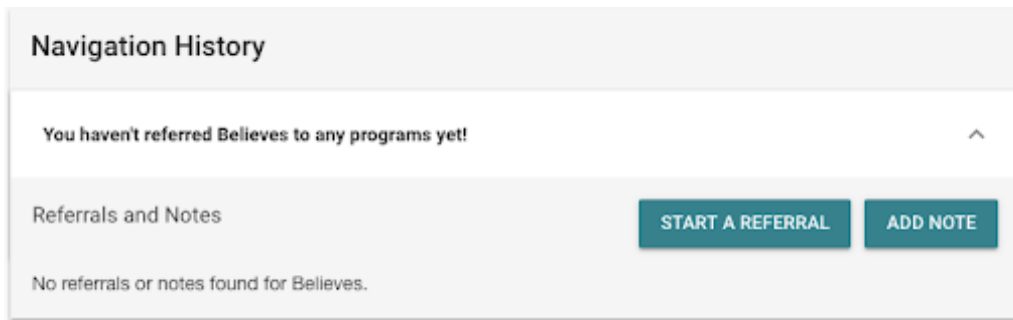 Navigation History
You haven't referred Believes to any programs yet!
Referrals and Notes
START A REFERRAL
ADD NOTE
No referrals or notes found for Believes.